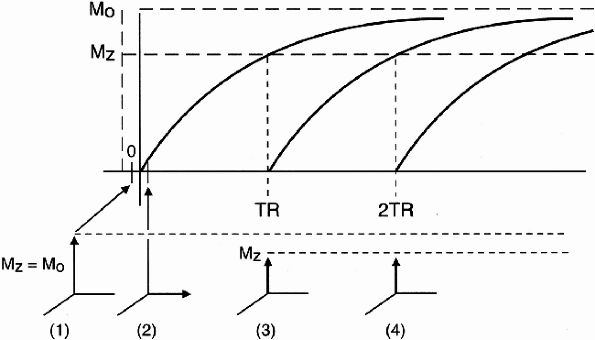 Mo
Mz
0
TR 2TR
Mz = Mo
Mz
(1) (2) (3) (4)